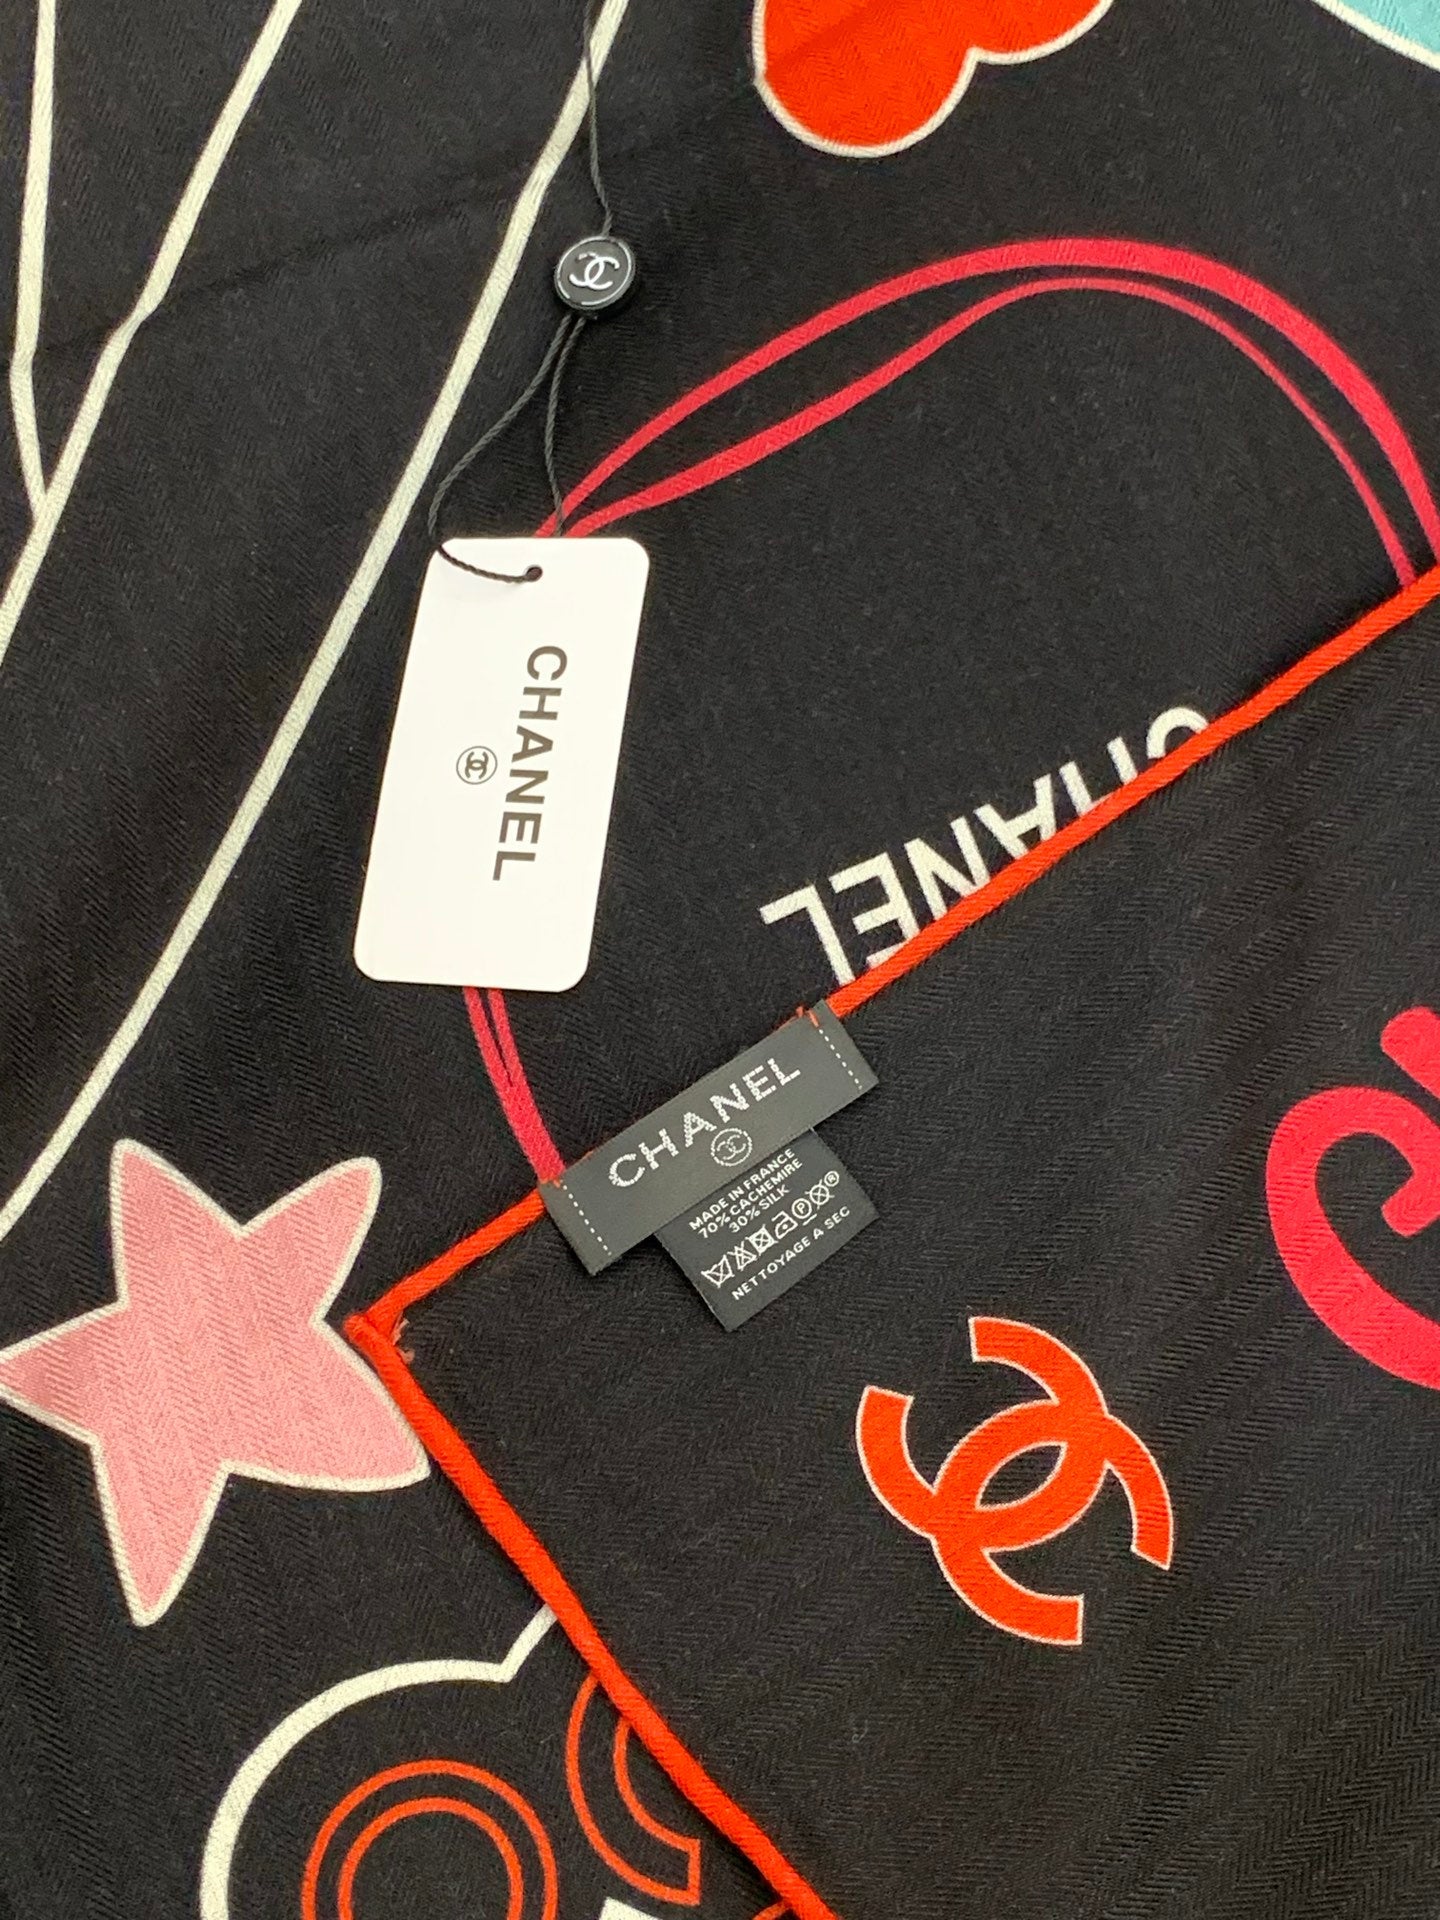 CHANEL
CHANEL
CHANEL
MADE IN FRANCE
70% CACHEMIRE
30% SILK
NETTOYAGE A SEC